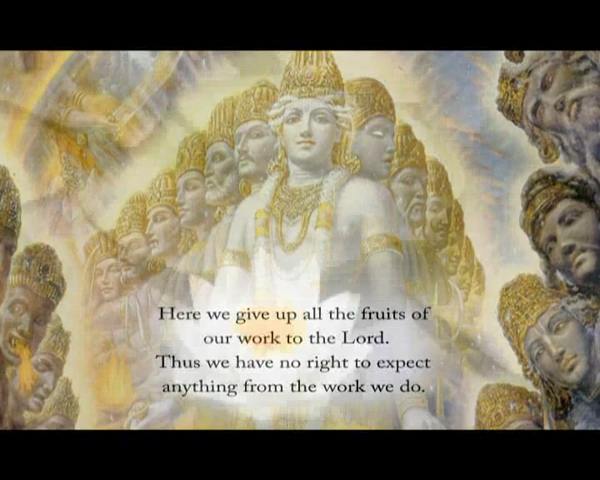 Here we give up all the fruits of
our work to the Lord.
Thus we have no right to expect
anything from the work we do.